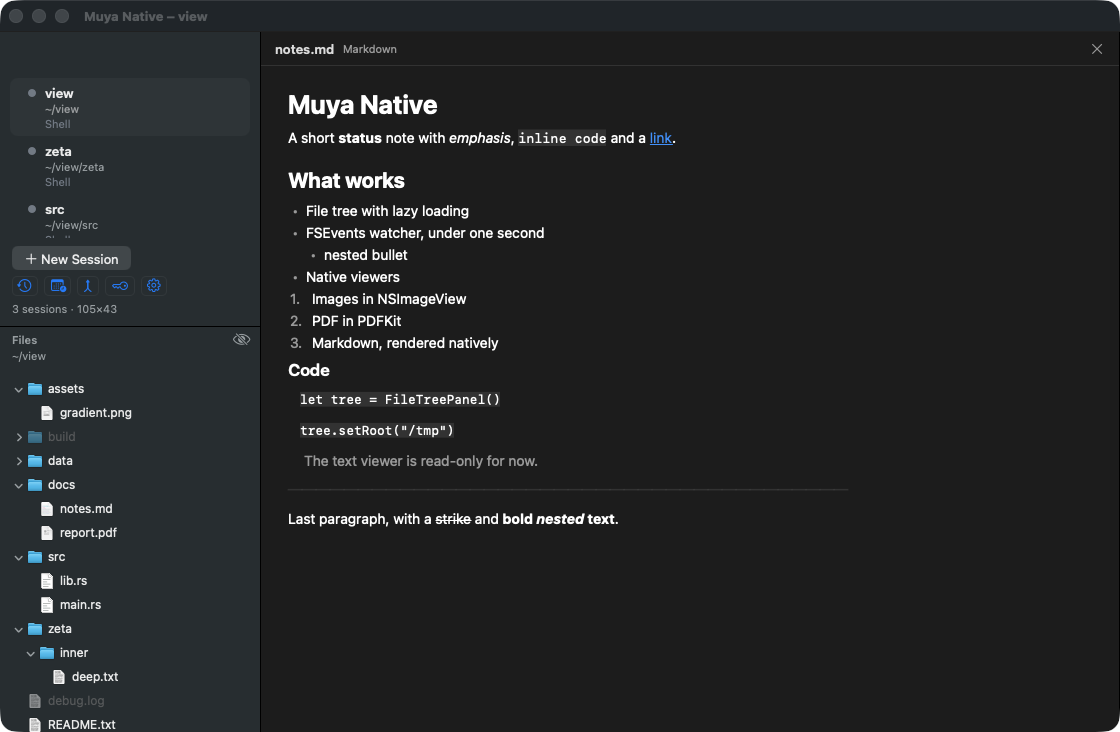 Muya Native – view
view
~/view
Shell
zeta
~/view/zeta
Shell
src
~/view/src
+ New Session
3 sessions · 105×43
Files
~/view
assets
gradient.png
build
data
docs
notes.md
report.pdf
src
lib.rs
main.rs
zeta
inner
deep.txt
debug.log
README.txt
notes.md Markdown
Muya Native
A short status note with emphasis, inline code and a link.
What works
• File tree with lazy loading
• FSEvents watcher, under one second
• nested bullet
• Native viewers
1. Images in NSImageView
2. PDF in PDFKit
3. Markdown, rendered natively
Code
let tree = FileTreePanel()
tree.setRoot("/tmp")
The text viewer is read-only for now.
Last paragraph, with a strike and bold nested text.